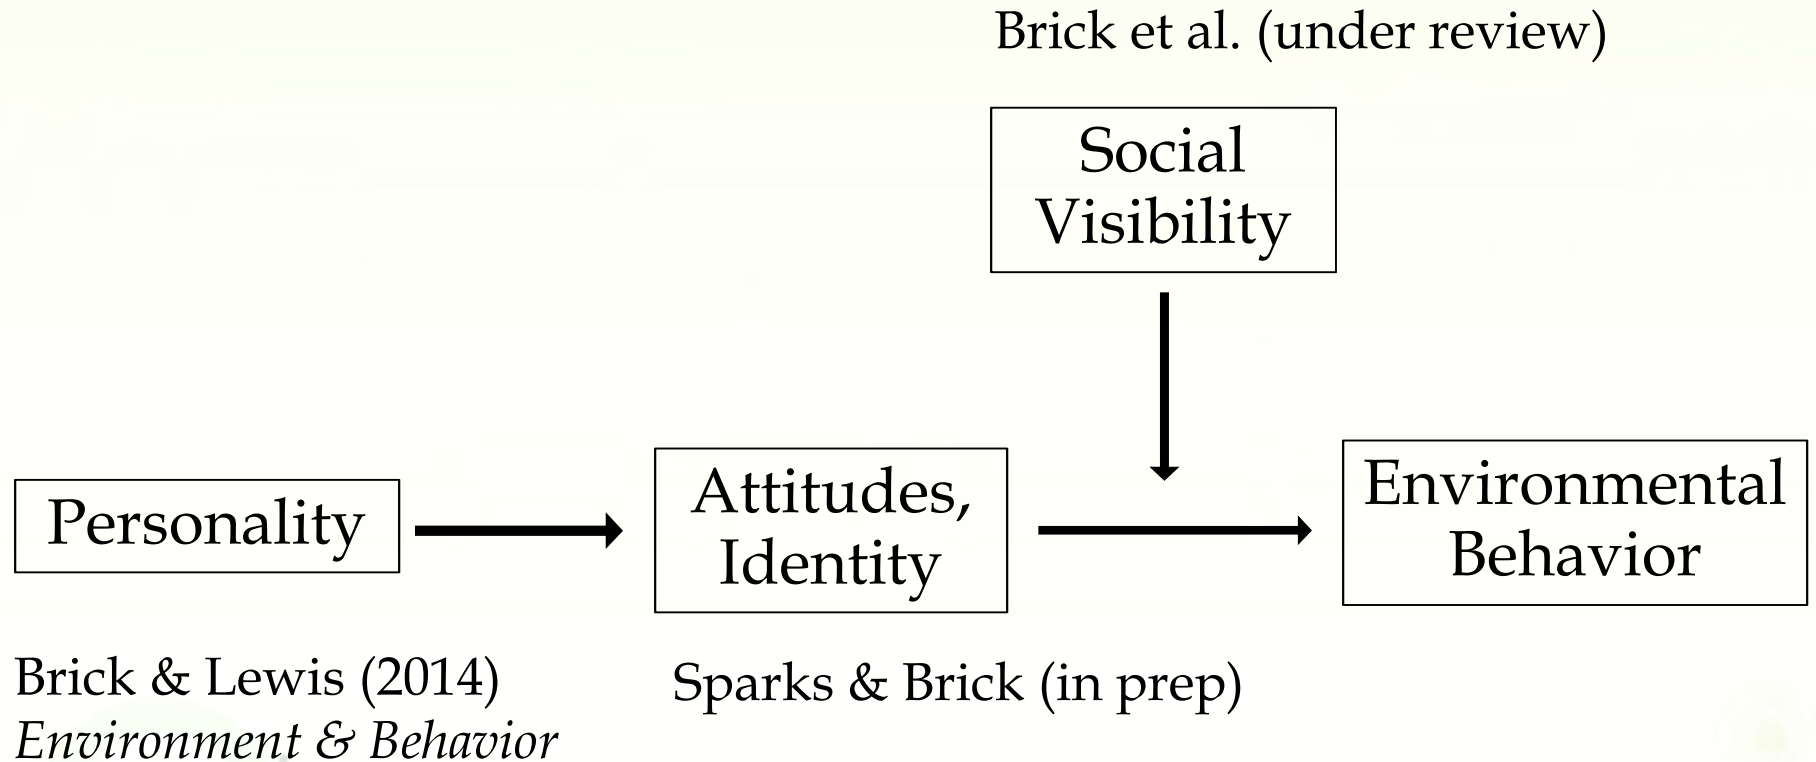 Brick et al. (under review)
Social
Visibility
Personality
Attitudes,
Identity
Environmental
Behavior
Brick & Lewis (2014)
Environment & Behavior
Sparks & Brick (in prep)